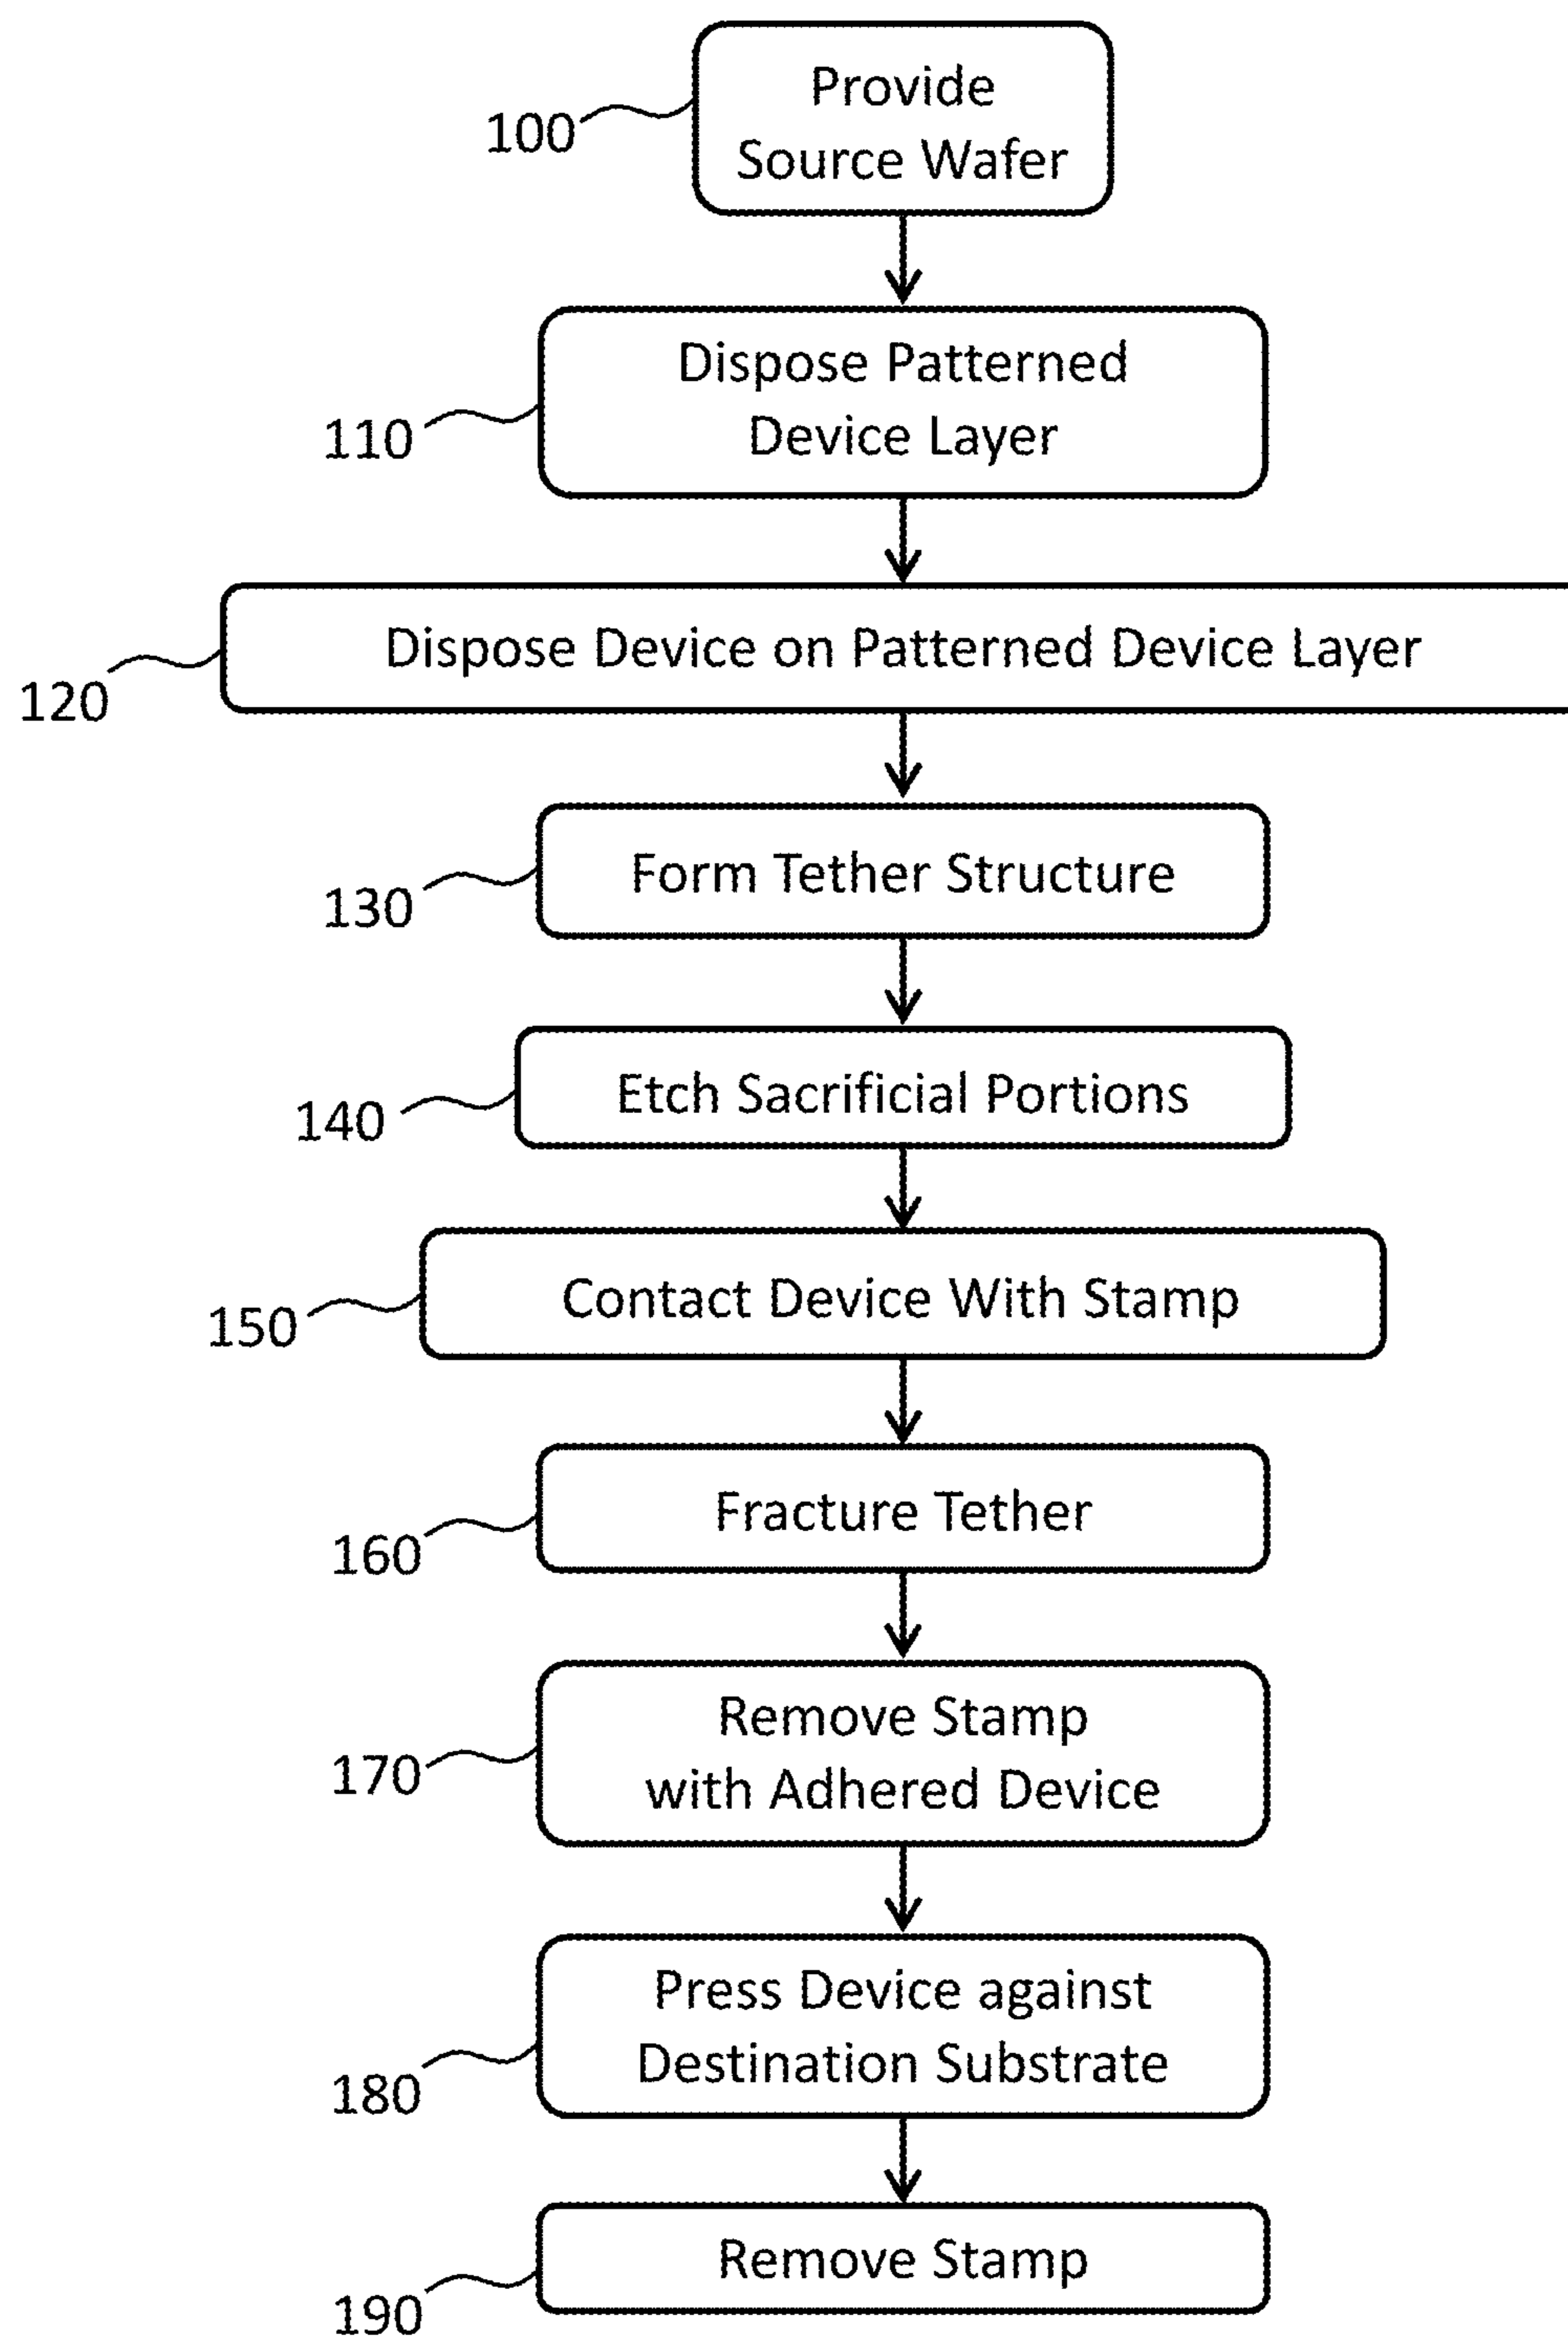 Provide
100
Source Wafer
Dispose Patterned
110
Device Layer
Dispose Device on Patterned Device Layer
120
Form Tether Structure
130
Etch Sacrificial Portions
140
Contact Device With Stamp
150
Fracture Tether
160
Remove Stamp
170
with Adhered Device
Press Device against
Destination Substrate
180
Remove Stamp
190